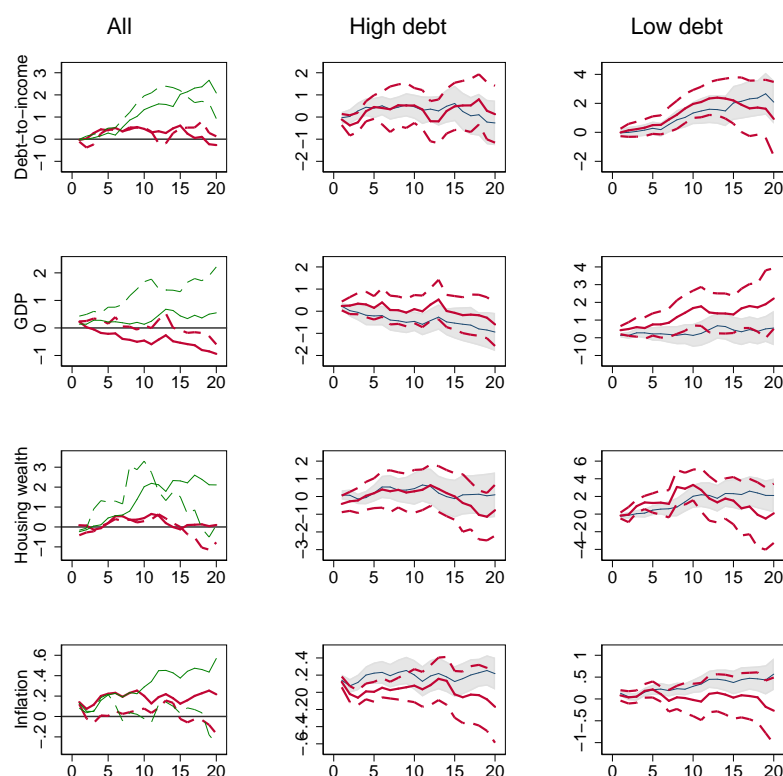 All
High debt
Low debt
Debt−to−income
−1 0 1 2 3
0 5 10 15 20
−2 −1 0 1 2
0 5 10 15 20
−2 0 2 4
0 5 10 15 20
GDP
−1 0 1 2
0 5 10 15 20
−2 −1 0 1 2
0 5 10 15 20
−1 0 1 2 3 4
0 5 10 15 20
Housing wealth
−1 0 1 2 3
0 5 10 15 20
−3 −2 −1 0 1 2
0 5 10 15 20
−4 −2 0 2 4 6
0 5 10 15 20
Inflation
−.2 0 .2 .4 .6
0 5 10 15 20
−.6 −.4 −.2 0 .2 .4
0 5 10 15 20
−1 −.5 0 .5 1
0 5 10 15 20